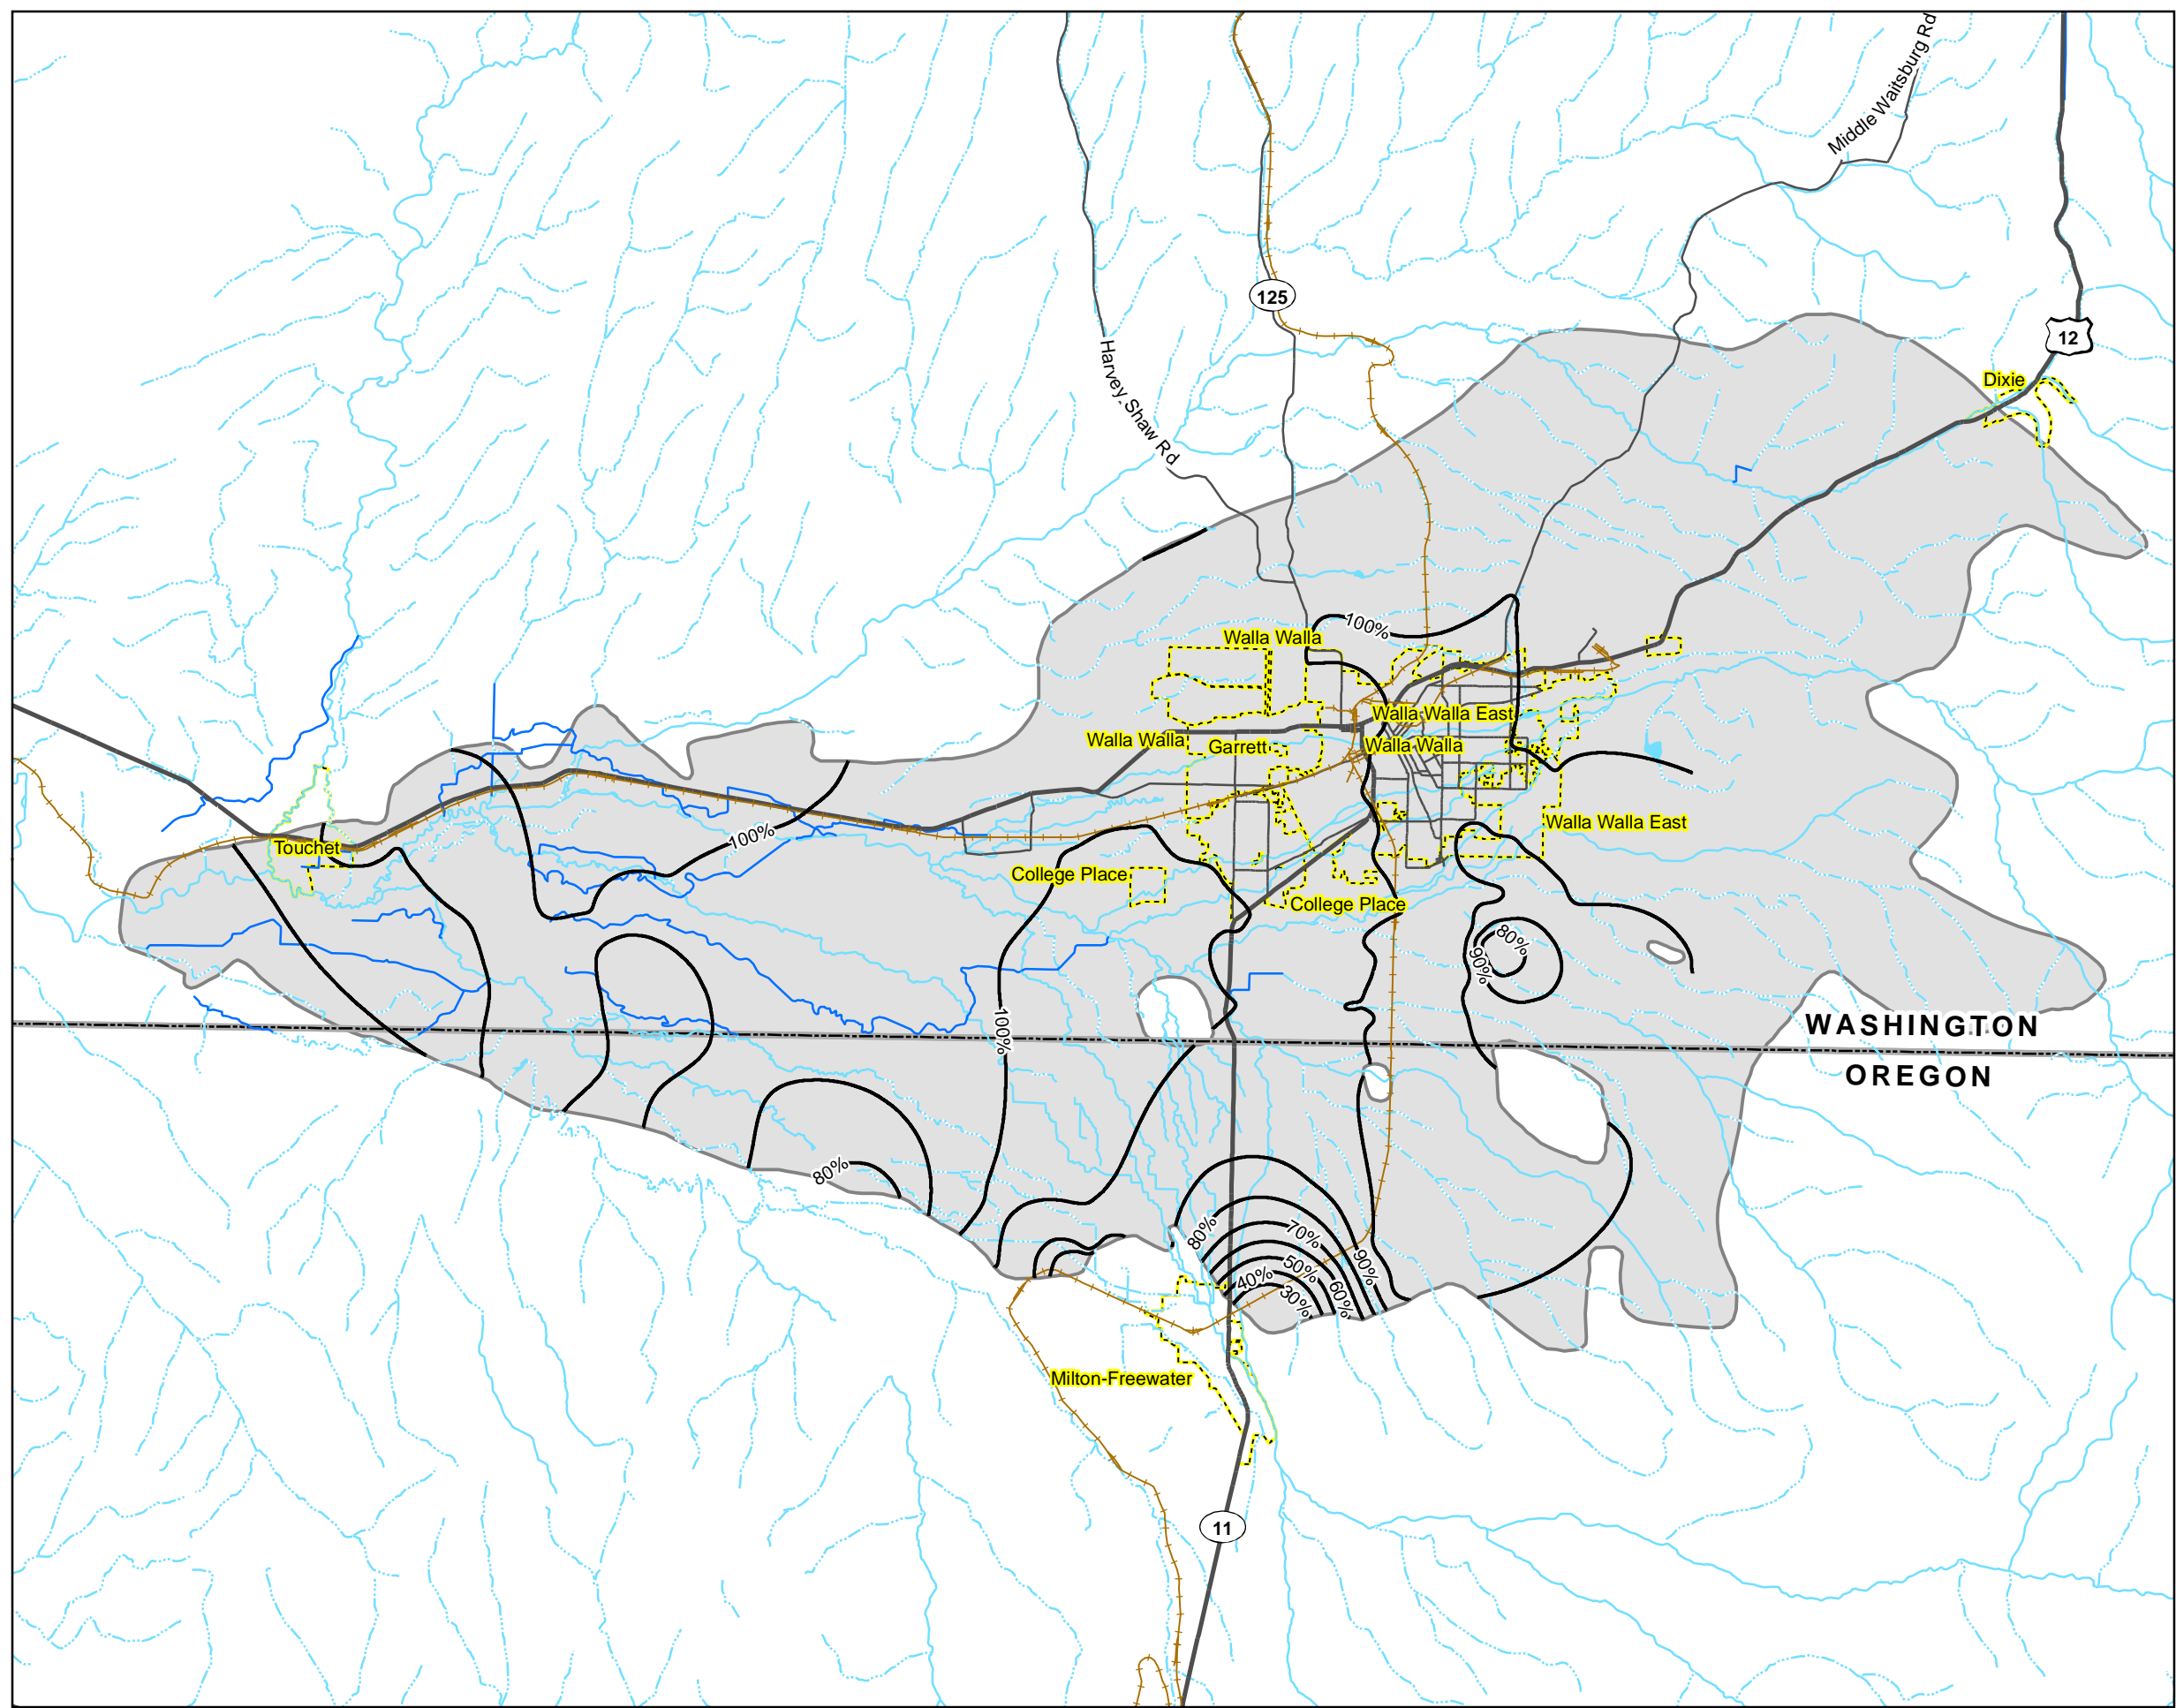 Middle Waitsburg Rd
125
12
Harvey Shaw Rd
Dixie
100%
Walla Walla
Walla Walla East
Walla Walla
Garrett
Walla Walla
Walla Walla East
100%
Touchet
College Place
College Place
80%
90%
100%
WASHINGTON
OREGON
80%
80%
70%
90%
50%
40%
60%
30%
Milton-Freewater
11